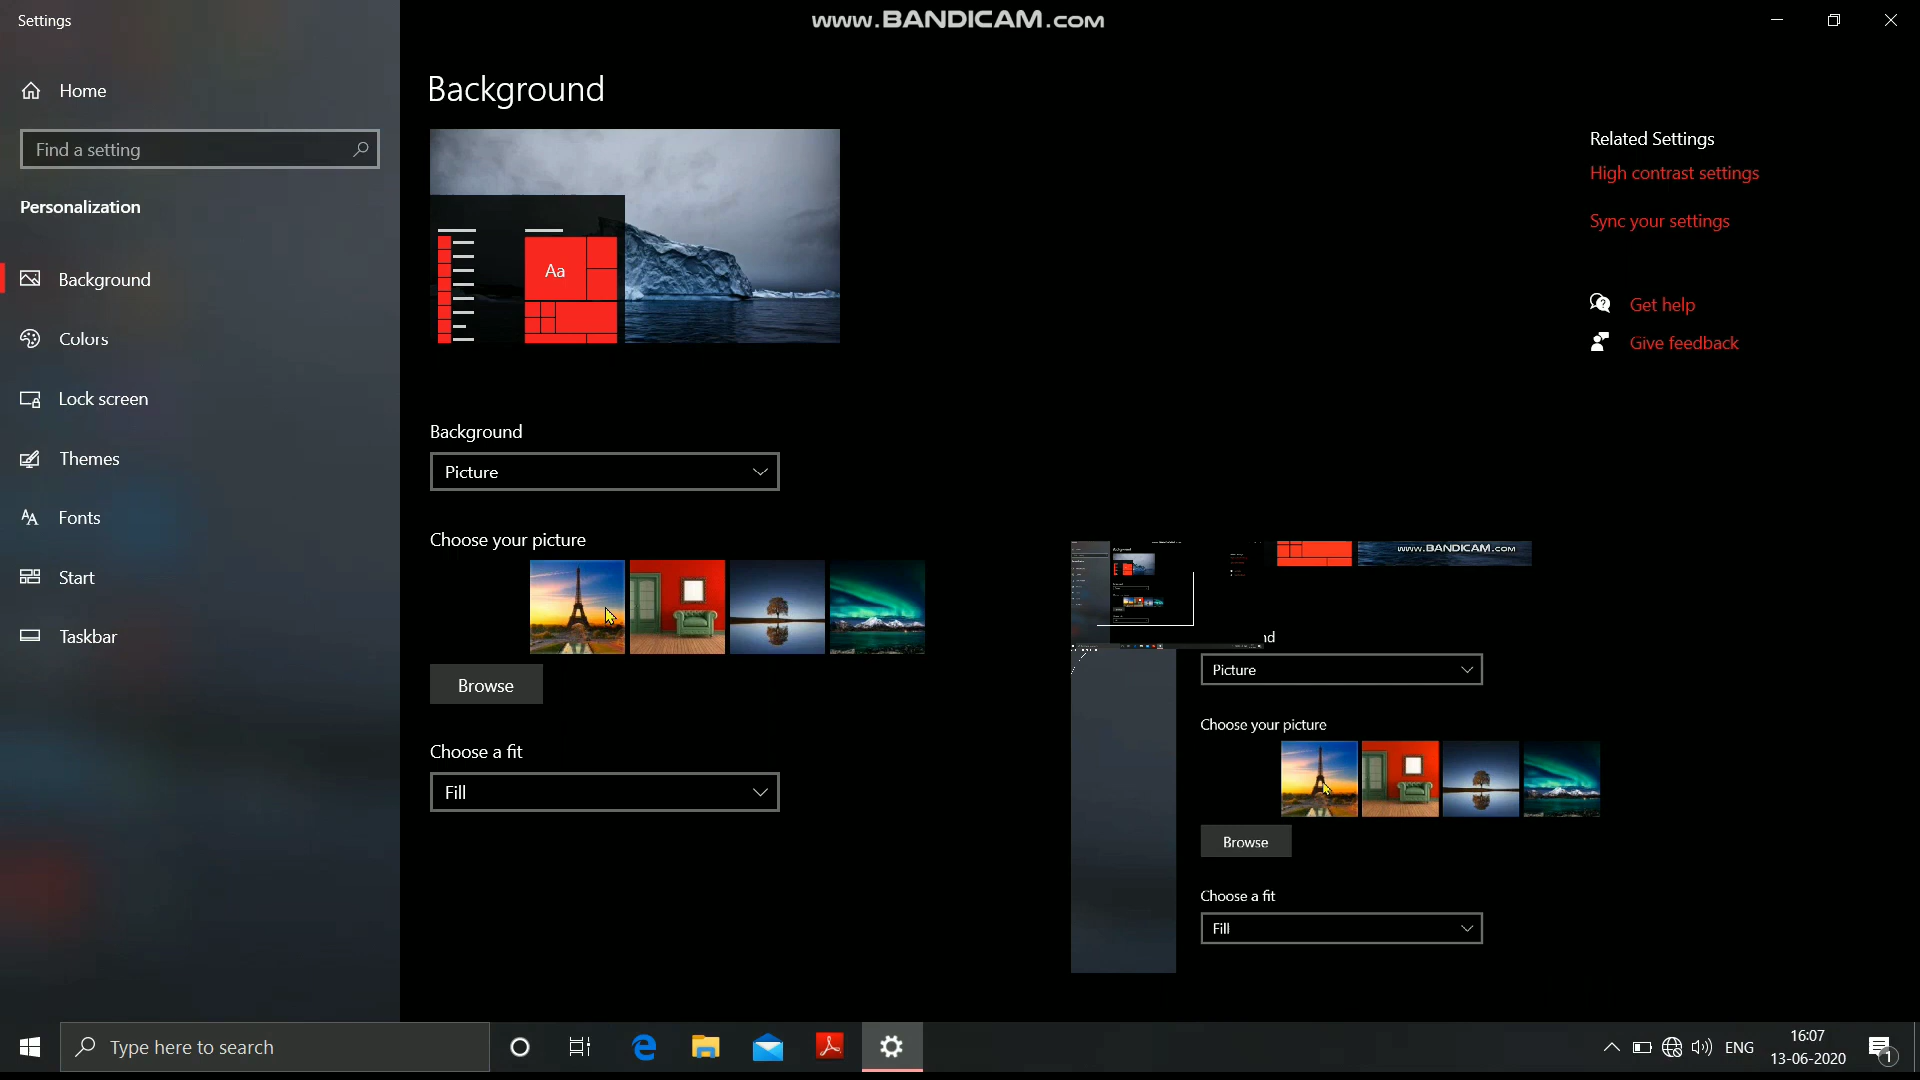 Settings
www.BANDICAM.com
Home
Find a setting
Personalization
Background
Colors
Lock screen
Themes
Fonts
Start
Taskbar
Background
Aa
Background
Picture
Choose your picture
Browse
Choose a fit
Fill
Related Settings
High contrast settings
Sync your settings
Get help
Give feedback
www.BANDICAM.com
nd
Picture
Choose your picture
Browse
Choose a fit
Fill
Type here to search
ENG
16:07
13-06-2020
1